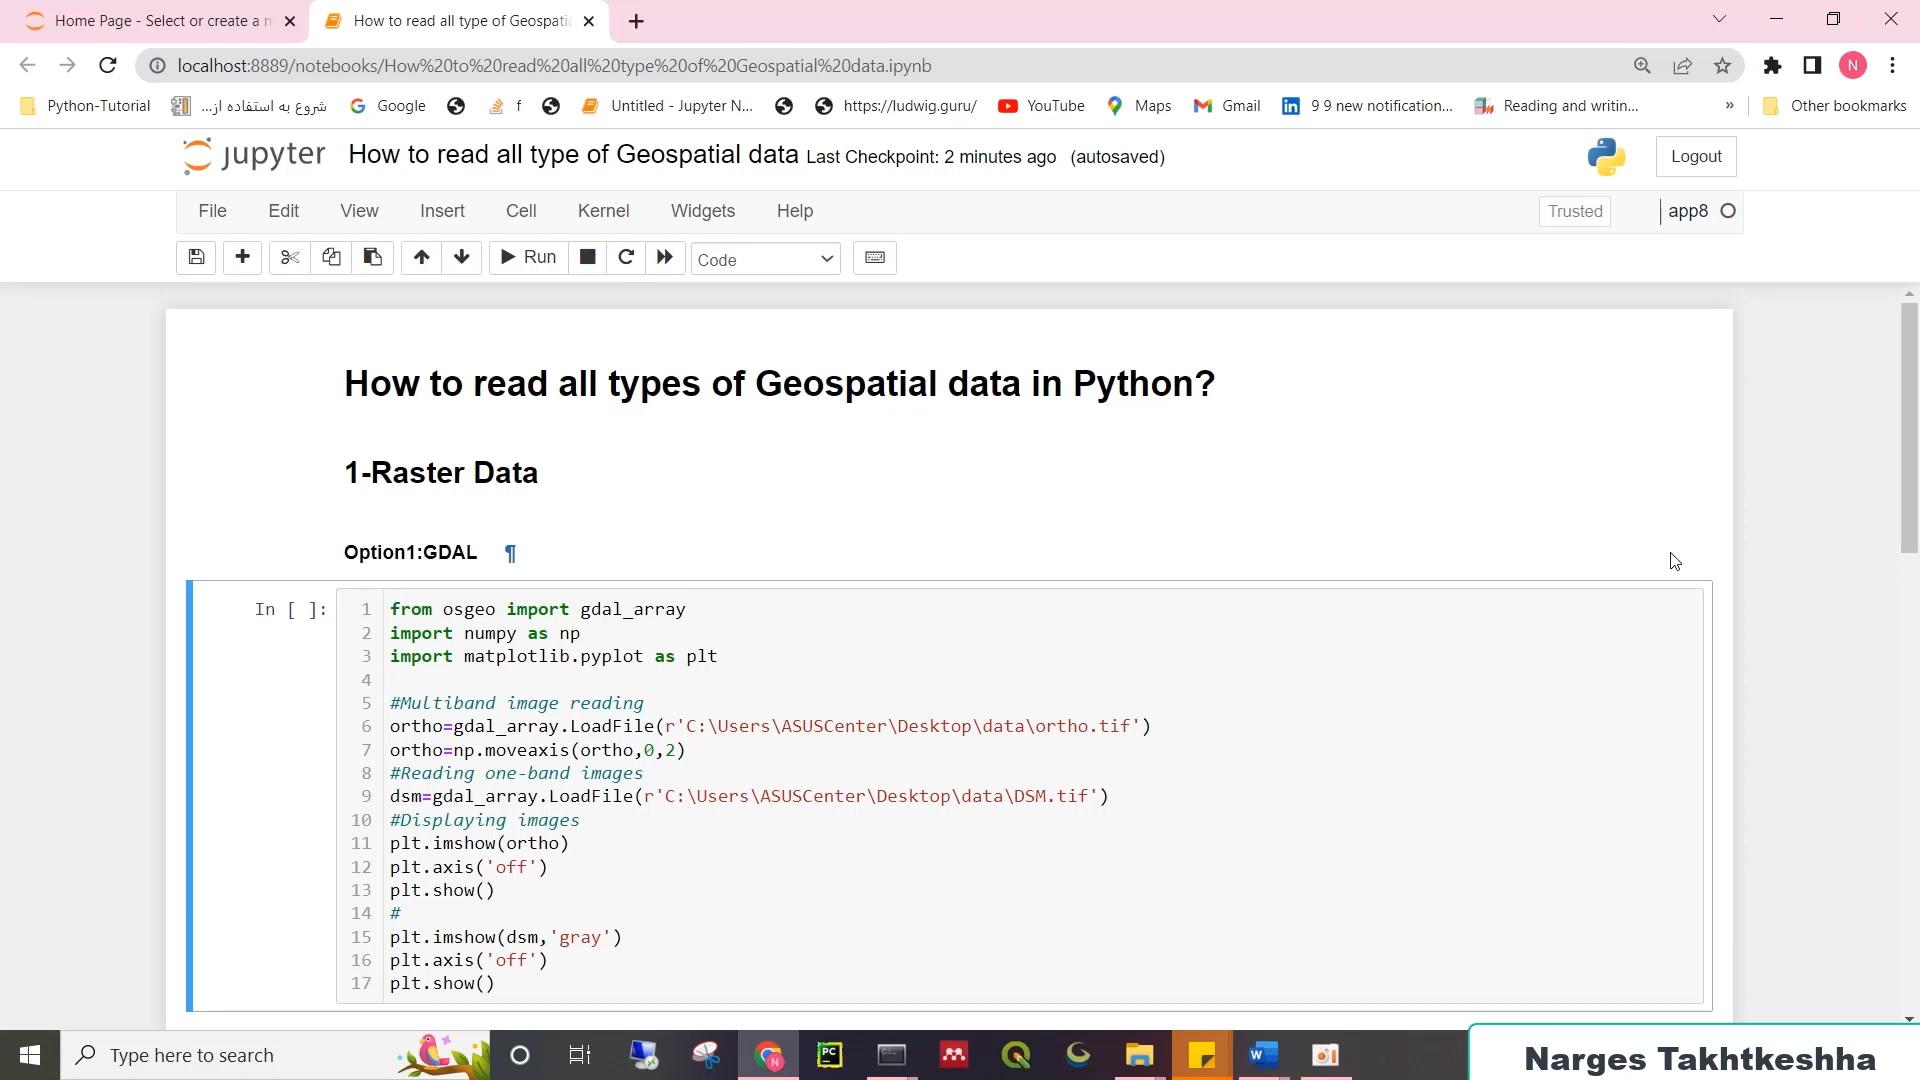 Home Page - Select or create a n
How to read all type of Geospati
localhost:8889/notebooks/How%20to%20read%20all%20type%20of%20Geospatial%20data.ipynb
N
Python-Tutorial
شروع به استفاده از...
Google
f
Untitled - Jupyter N...
https://ludwig.guru/
YouTube
Maps
Gmail
9 9 new notification...
Reading and writin...
»
Other bookmarks
jupyter How to read all type of Geospatial data Last Checkpoint: 2 minutes ago (autosaved)
Logout
File Edit View Insert Cell Kernel Widgets Help
Trusted
app8
Run
Code
How to read all types of Geospatial data in Python?
1-Raster Data
Option1:GDAL ¶
In [ ]:
1 from osgeo import gdal_array
2 import numpy as np
3 import matplotlib.pyplot as plt
4
5 #Multiband image reading
6 ortho=gdal_array.LoadFile(r'C:\Users\ASUSCenter\Desktop\data\ortho.tif')
7 ortho=np.moveaxis(ortho,0,2)
8 #Reading one-band images
9 dsm=gdal_array.LoadFile(r'C:\Users\ASUSCenter\Desktop\data\DSM.tif')
10 #Displaying images
11 plt.imshow(ortho)
12 plt.axis('off')
13 plt.show()
14 #
15 plt.imshow(dsm,'gray')
16 plt.axis('off')
17 plt.show()
Type here to search
N
PC
W
Narges Takhtkeshha